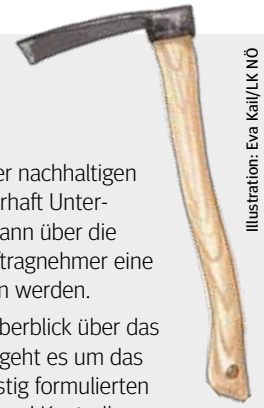 er nachhaltigen
rhaft Unter-
ann über die
ftragnehmer eine
n werden.
berblick über das
geht es um das
stig formulierten
Illustration: Eva Kail/LK NÖ